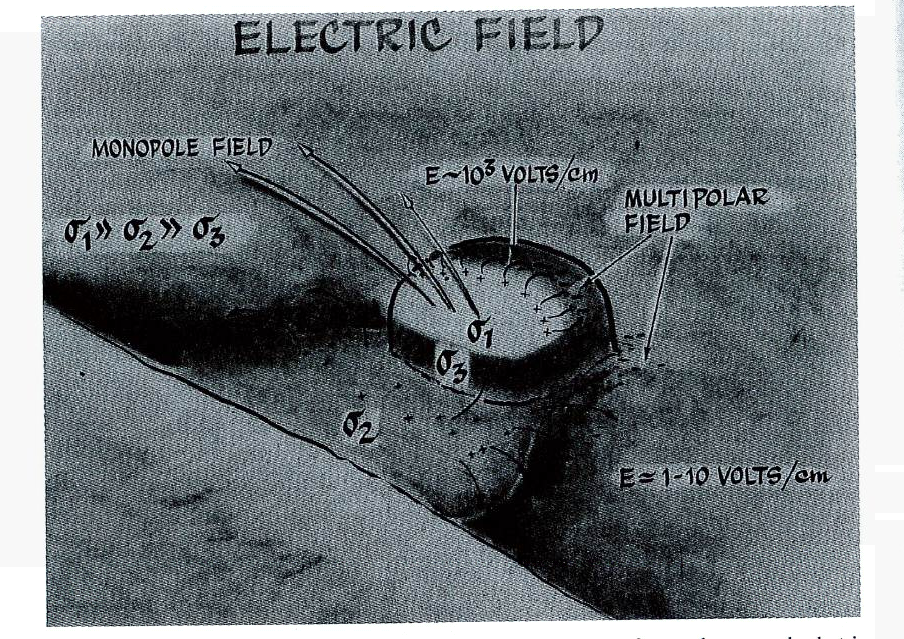 ELECTRIC FIELD
MONOPOLE FIELD
E~10³ VOLTS/cm
MULTIPOLAR
FIELD
σ₁» σ₂» σ₃
σ₁
σ₃
σ₂
E≃1-10 VOLTS/cm